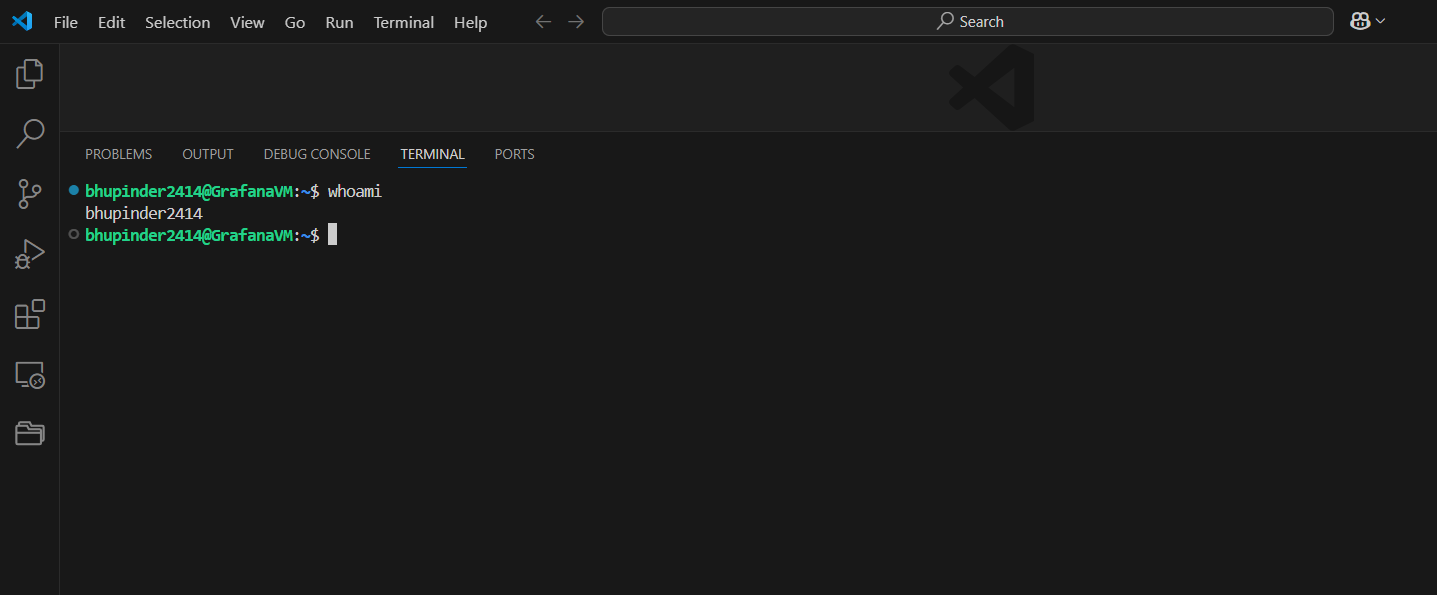 File Edit Selection View Go Run Terminal Help Search
PROBLEMS OUTPUT DEBUG CONSOLE TERMINAL PORTS
bhupinder2414@GrafanaVM:~$ whoami
bhupinder2414
bhupinder2414@GrafanaVM:~$